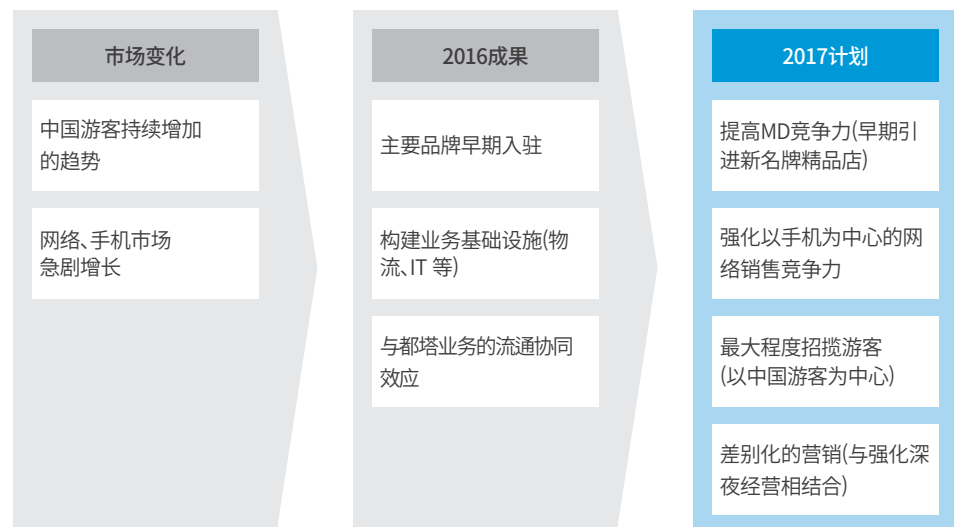 市场变化
中国游客持续增加
的趋势
网络、手机市场
急剧增长
2016成果
主要品牌早期入驻
构建业务基础设施(物
流、IT 等)
与都塔业务的流通协同
效应
2017计划
提高MD竞争力(早期引
进新名牌精品店)
强化以手机为中心的网
络销售竞争力
最大程度招揽游客
(以中国游客为中心)
差别化的营销(与强化深
夜经营相结合)